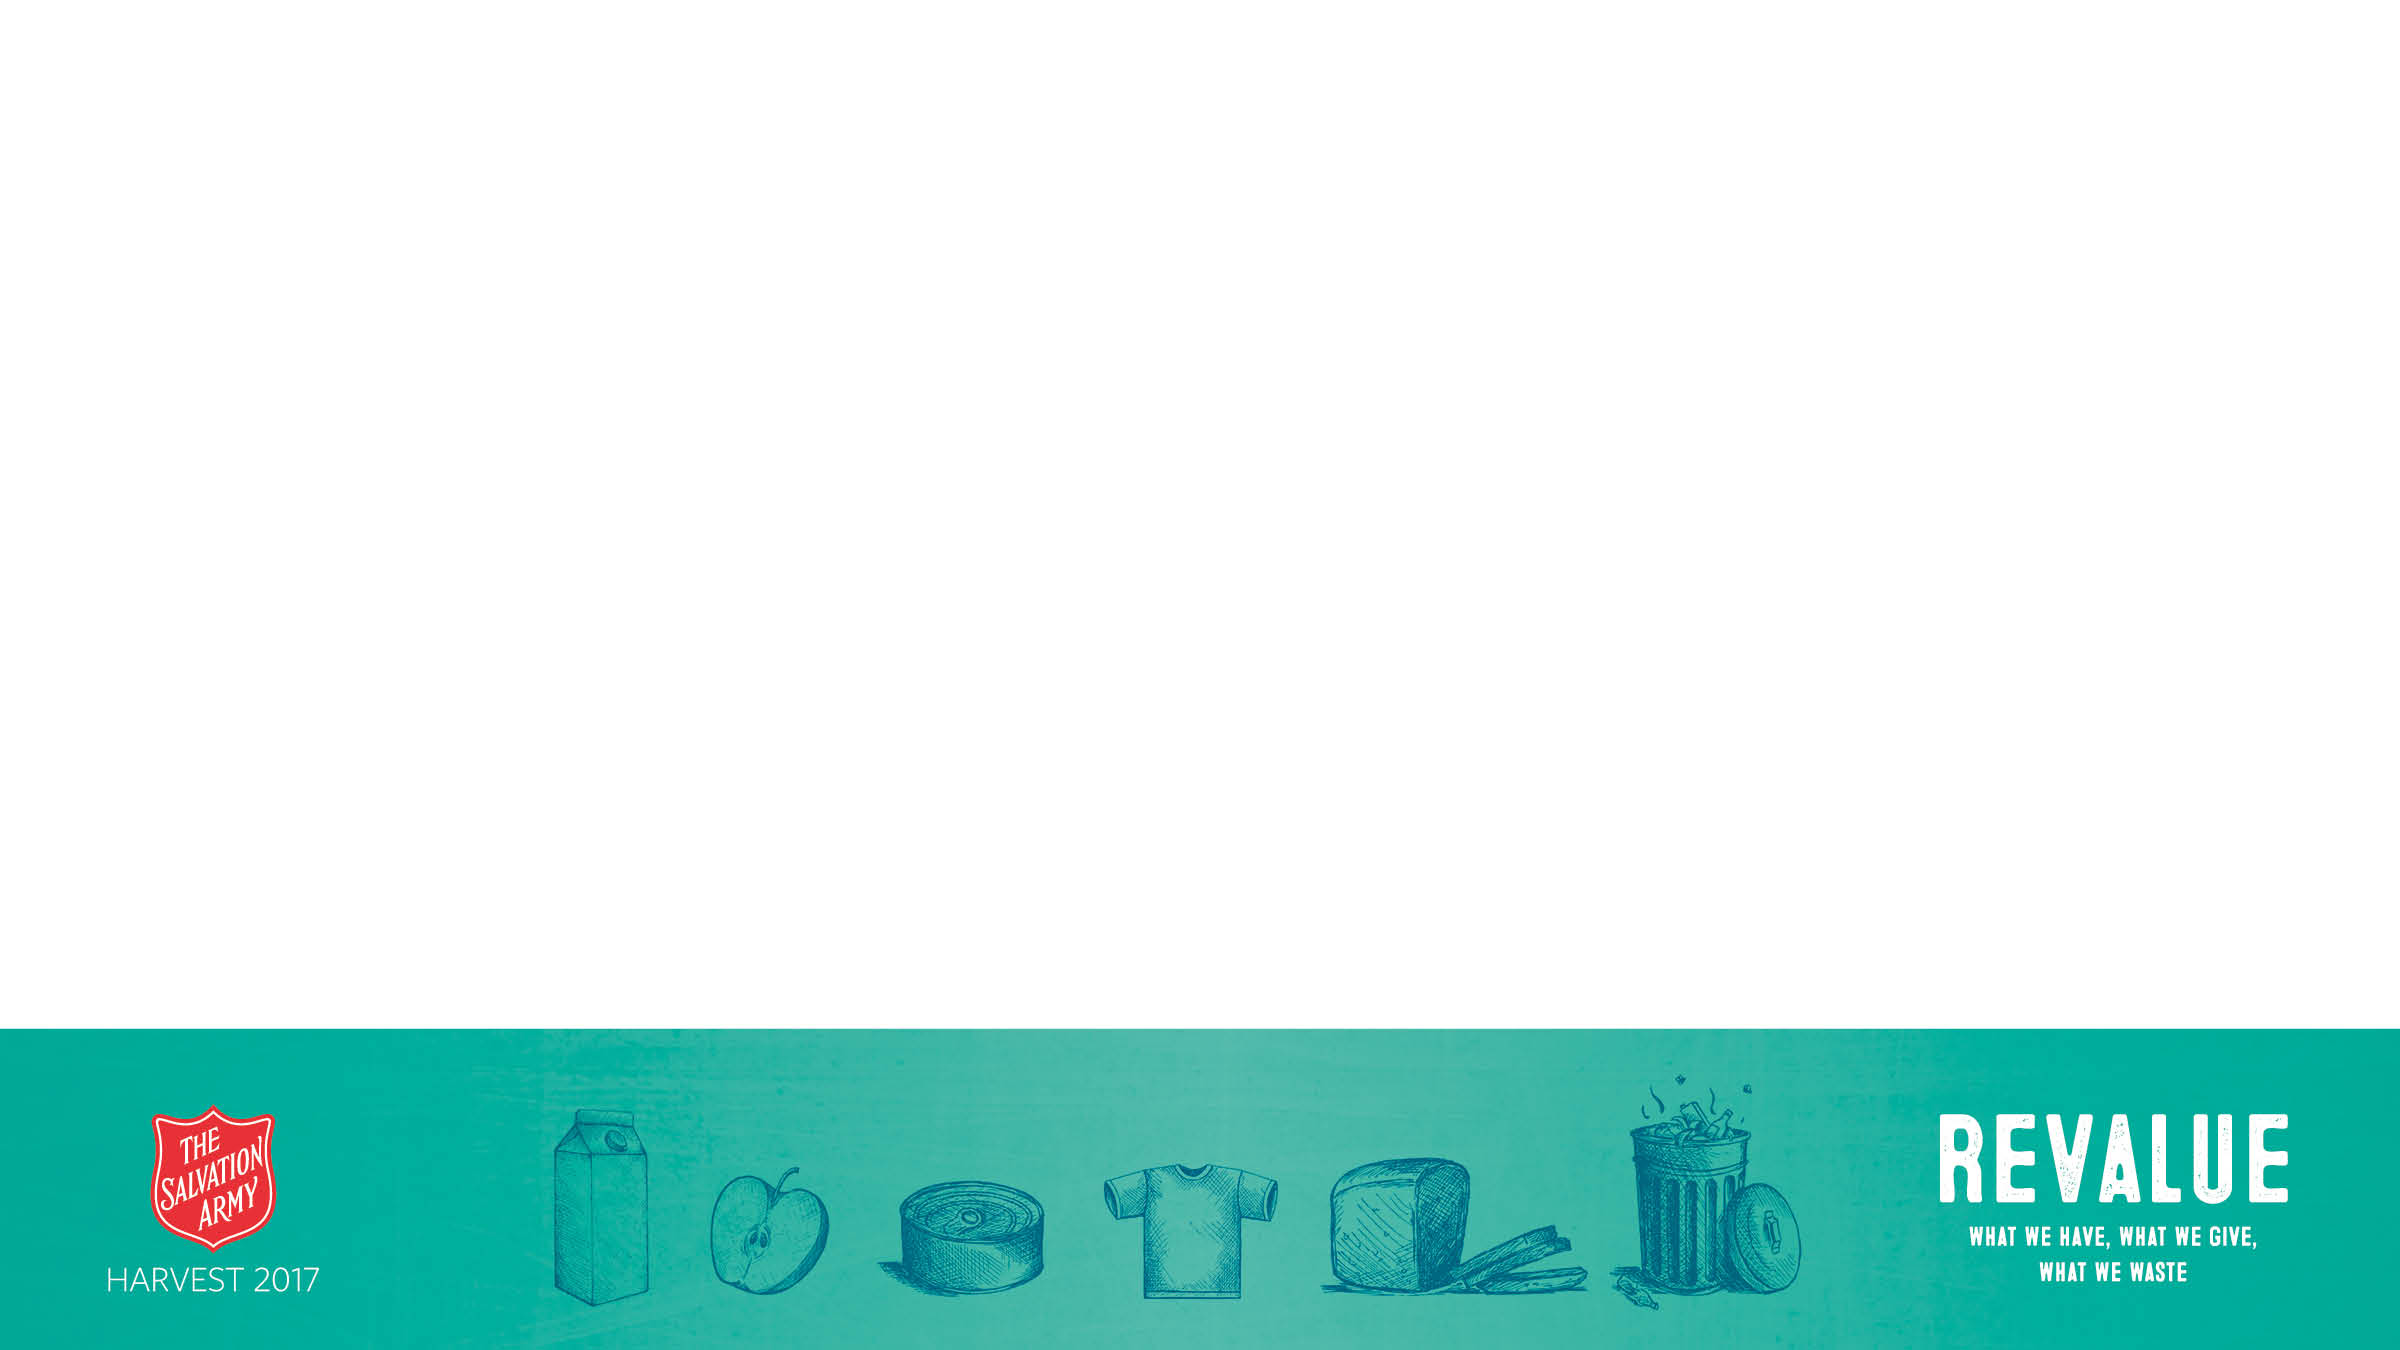 THE
SALVATION
ARMY
HARVEST 2017
REVALUE
WHAT WE HAVE, WHAT WE GIVE,
WHAT WE WASTE